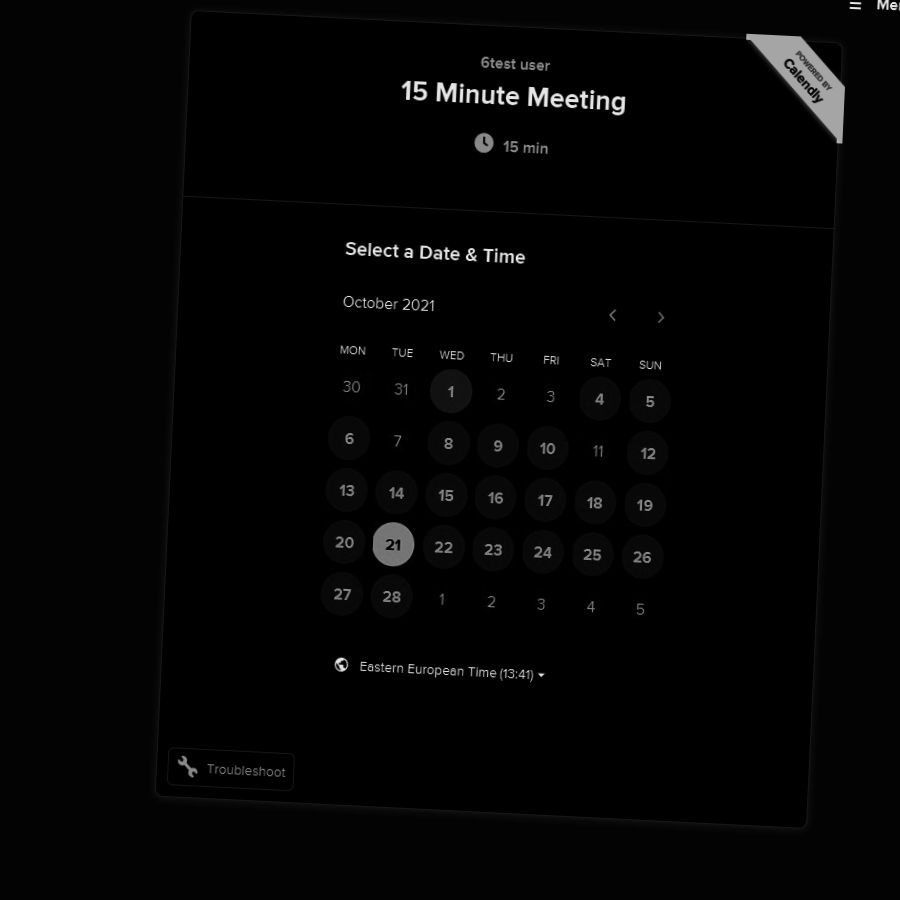 Me
6test user
POWERED BY
Calendly
15 Minute Meeting
15 min
Select a Date & Time
October 2021
MON TUE WED THU FRI SAT SUN
30 31 1 2 3 4 5
6 7 8 9 10 11 12
13 14 15 16 17 18 19
20 21 22 23 24 25 26
27 28 1 2 3 4 5
Eastern European Time (13:41)
Troubleshoot